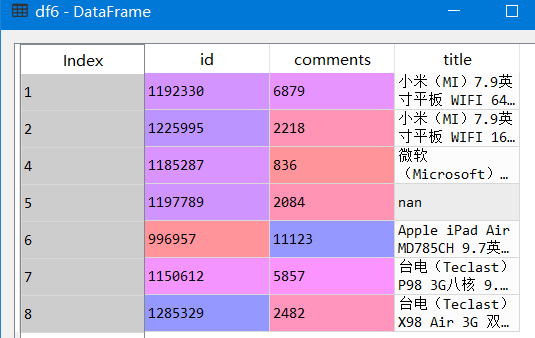 df6 - DataFrame
Index id comments title
1 1192330 6879 小米（MI）7.9英
寸平板 WIFI 64…
2 1225995 2218 小米（MI）7.9英
寸平板 WIFI 16…
4 1185287 836 微软
（Microsoft）…
5 1197789 2084 nan
6 996957 11123 Apple iPad Air
MD785CH 9.7英…
7 1150612 5857 台电（Teclast）
P98 3G八核 9.…
8 1285329 2482 台电（Teclast）
X98 Air 3G 双…